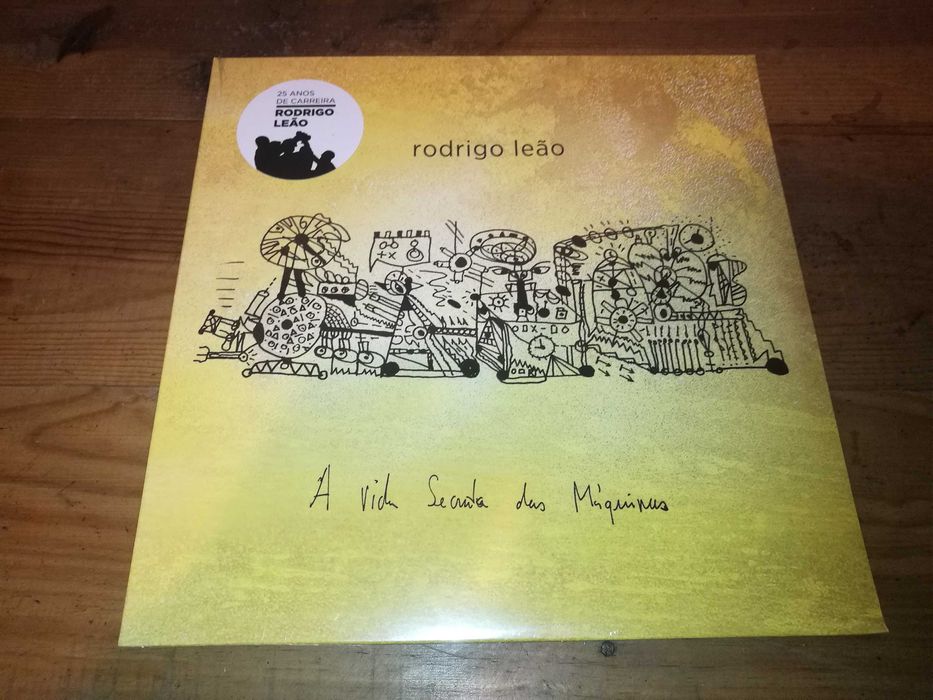 25 ANOS
DE CARREIRA
RODRIGO
LEÃO
rodrigo leão
A Vida Secreta das Máquinas